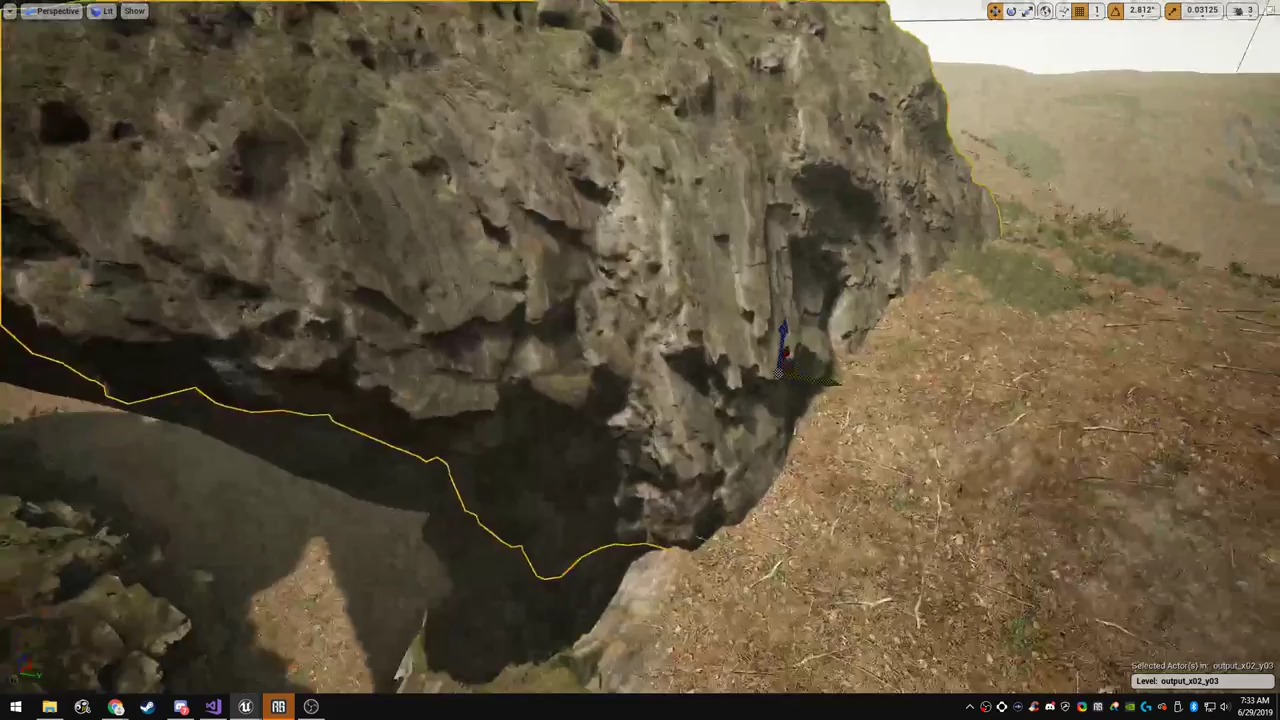 Perspective Lit Show 1 2.812° 0.03125 3
Selected Actor(s) in: output_x02_y03
Level: output_x02_y03
7:33 AM
6/29/2019